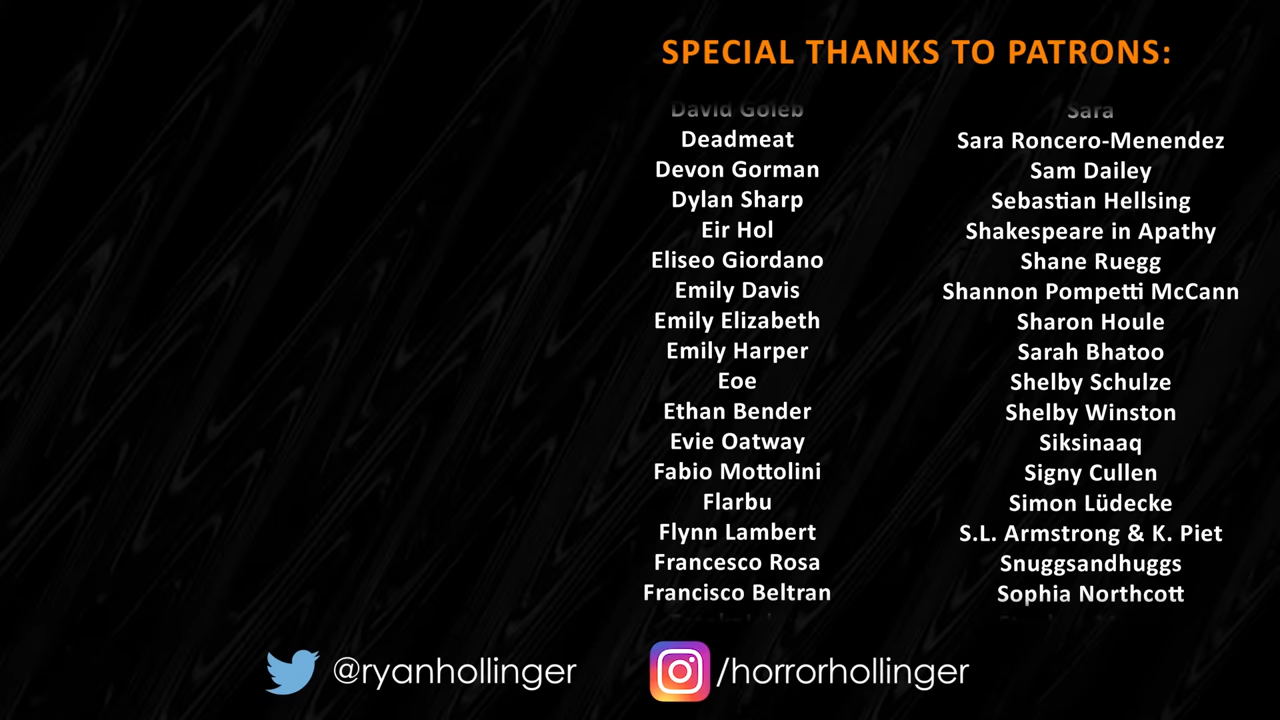 SPECIAL THANKS TO PATRONS:
David Goleb
Deadmeat
Devon Gorman
Dylan Sharp
Eir Hol
Eliseo Giordano
Emily Davis
Emily Elizabeth
Emily Harper
Eoe
Ethan Bender
Evie Oatway
Fabio Mottolini
Flarbu
Flynn Lambert
Francesco Rosa
Francisco Beltran
Sara
Sara Roncero-Menendez
Sam Dailey
Sebastian Hellsing
Shakespeare in Apathy
Shane Ruegg
Shannon Pompetti McCann
Sharon Houle
Sarah Bhatoo
Shelby Schulze
Shelby Winston
Siksinaaq
Signy Cullen
Simon Lüdecke
S.L. Armstrong & K. Piet
Snuggsandhuggs
Sophia Northcott
@ryanhollinger
/horrorhollinger